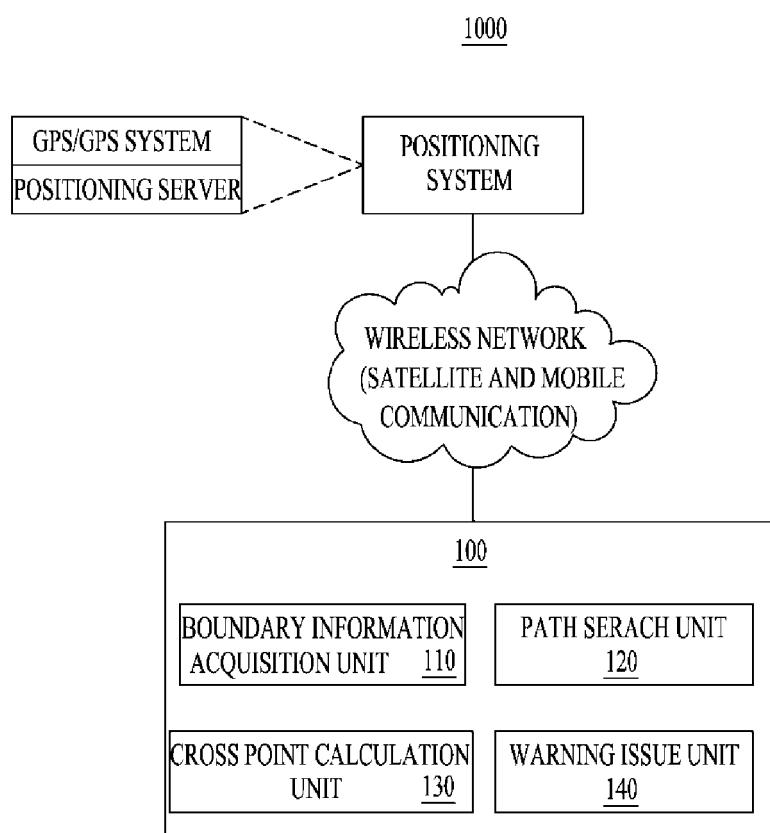 1000
GPS/GPS SYSTEM
POSITIONING SERVER
POSITIONING
SYSTEM
WIRELESS NETWORK
(SATELLITE AND MOBILE
COMMUNICATION)
100
BOUNDARY INFORMATION
ACQUISITION UNIT 110
PATH SERACH UNIT
120
CROSS POINT CALCULATION
UNIT 130
WARNING ISSUE UNIT
140